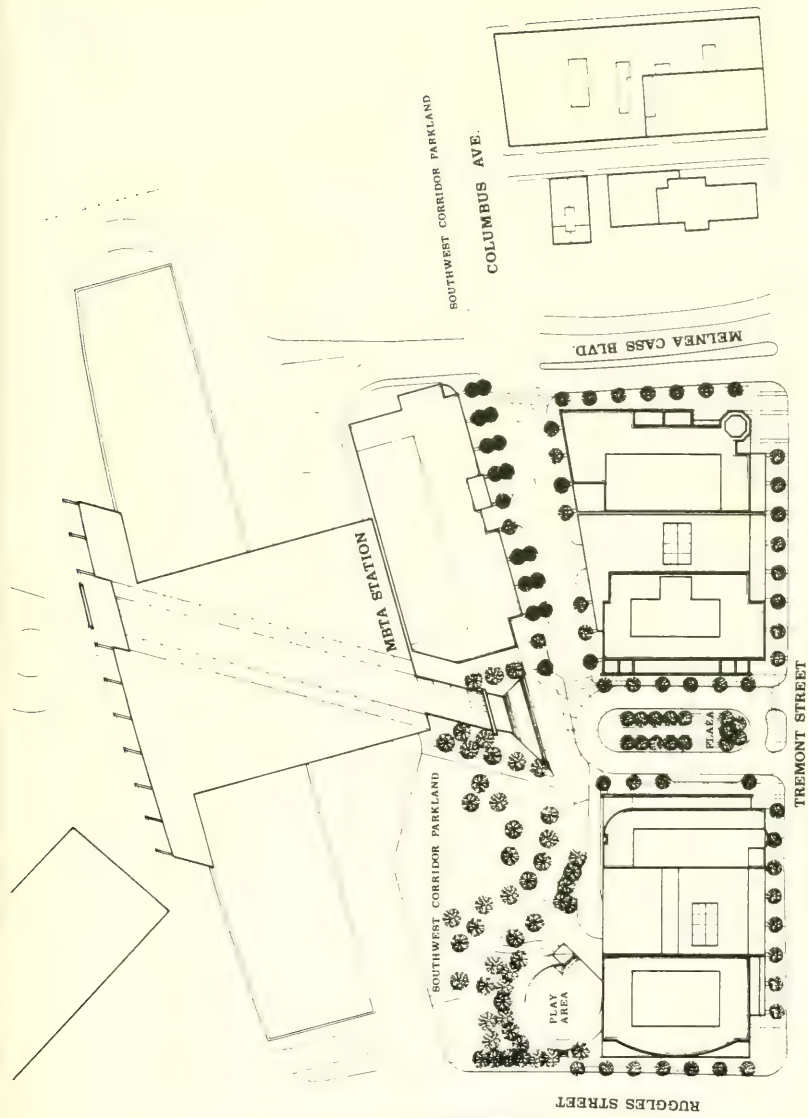 SOUTHWEST CORRIDOR PARKLAND
COLUMBUS AVE.
MELNEA CASS BLVD.
MBTA STATION
SOUTHWEST CORRIDOR PARKLAND
PLAZA
TREMONT STREET
PLAY
AREA
RUGGLES STREET